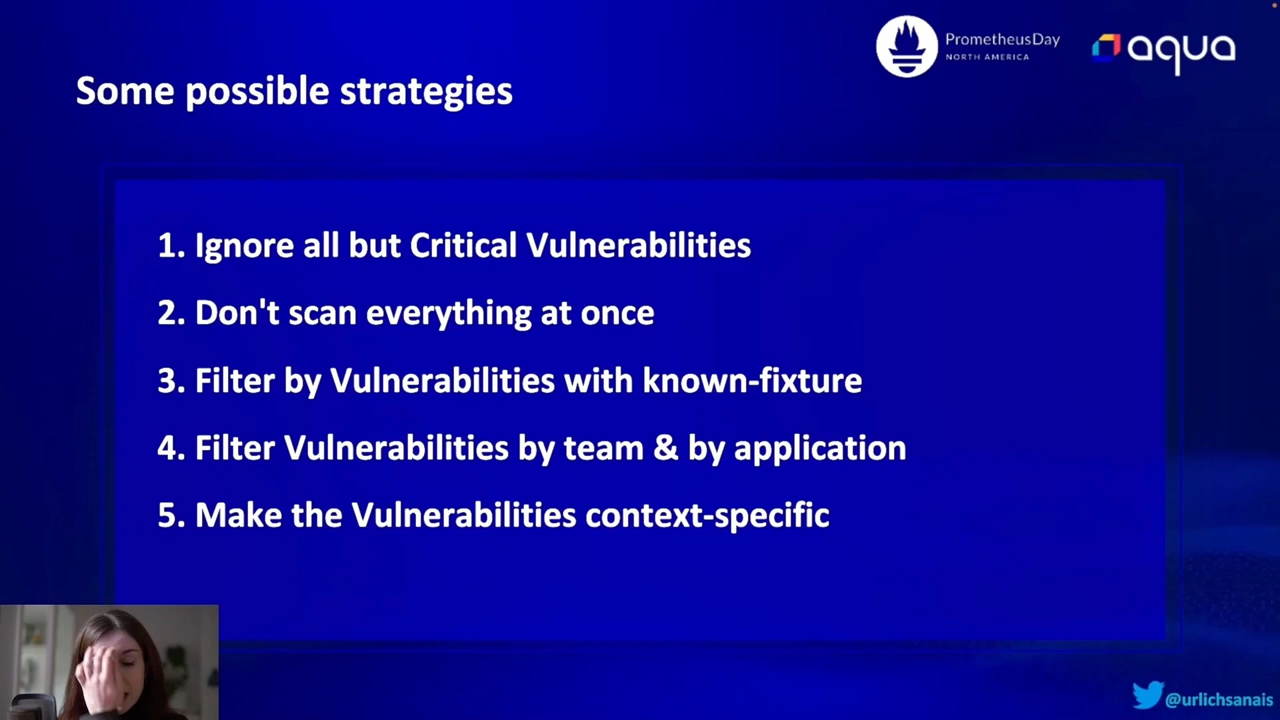 PrometheusDay
NORTH AMERICA
aqua
Some possible strategies
1. Ignore all but Critical Vulnerabilities
2. Don't scan everything at once
3. Filter by Vulnerabilities with known-fixture
4. Filter Vulnerabilities by team & by application
5. Make the Vulnerabilities context-specific
@urlichsanais